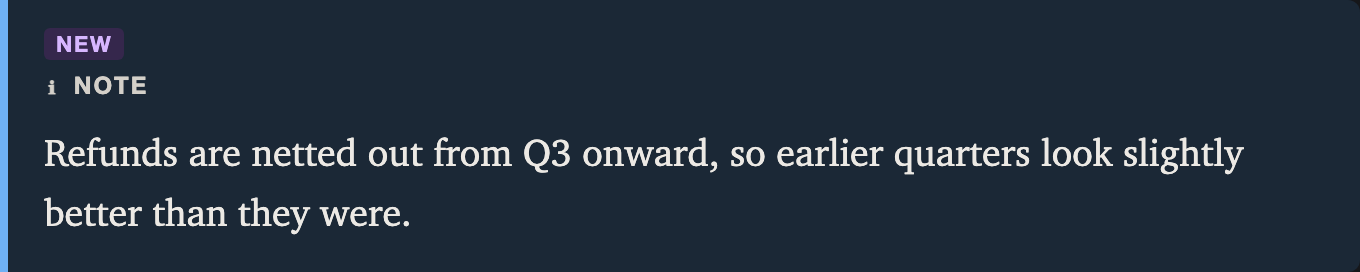 NEW
i NOTE
Refunds are netted out from Q3 onward, so earlier quarters look slightly
better than they were.